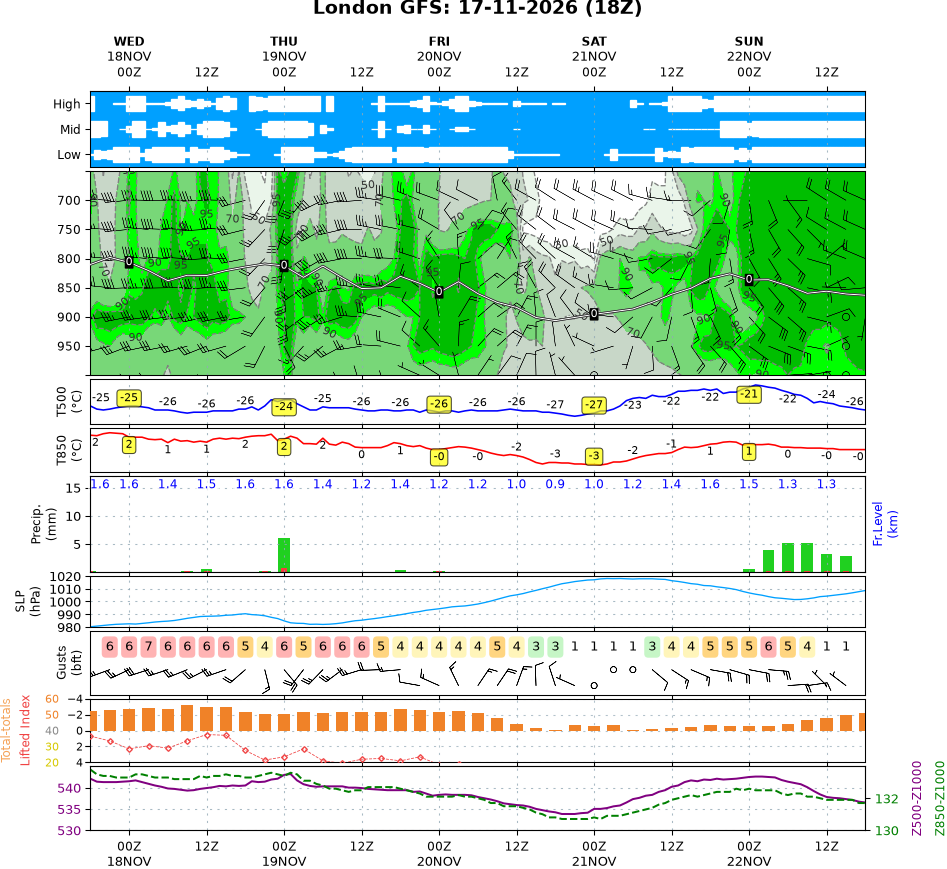 London GFS: 17-11-2026 (18Z)
WED THU FRI SAT SUN
18NOV 19NOV 20NOV 21NOV 22NOV
00Z 12Z 00Z 12Z 00Z 12Z 00Z 12Z 00Z 12Z
High
Mid
Low
700
750
800
850
900
950
0 0 0 0 0
T500
(°C)
-25 -25 -26 -26 -26 -24 -25 -26 -26 -26 -26 -26 -27 -27 -23 -22 -22 -21 -22 -24 -26
T850
(°C)
2 2 1 1 2 2 2 0 1 -0 -0 -2 -3 -3 -2 -1 1 1 0 -0 -0
Precip.
(mm)
15
10
5
1.6 1.6 1.4 1.5 1.6 1.6 1.4 1.2 1.4 1.2 1.2 1.0 0.9 1.0 1.2 1.4 1.6 1.5 1.3 1.3
Fr.Level
(km)
SLP
(hPa)
1020
1010
1000
990
980
Gusts
(bft)
6 6 7 6 6 6 6 5 4 6 5 6 6 6 5 4 4 4 4 4 5 4 3 3 1 1 1 1 3 4 4 5 5 5 6 5 4 1 1
Total-totals
Lifted Index
60 −4
50 −2
40 0
30 2
20 4
540
535
530
132
130
Z500-Z1000
Z850-Z1000
00Z 12Z 00Z 12Z 00Z 12Z 00Z 12Z 00Z 12Z
18NOV 19NOV 20NOV 21NOV 22NOV